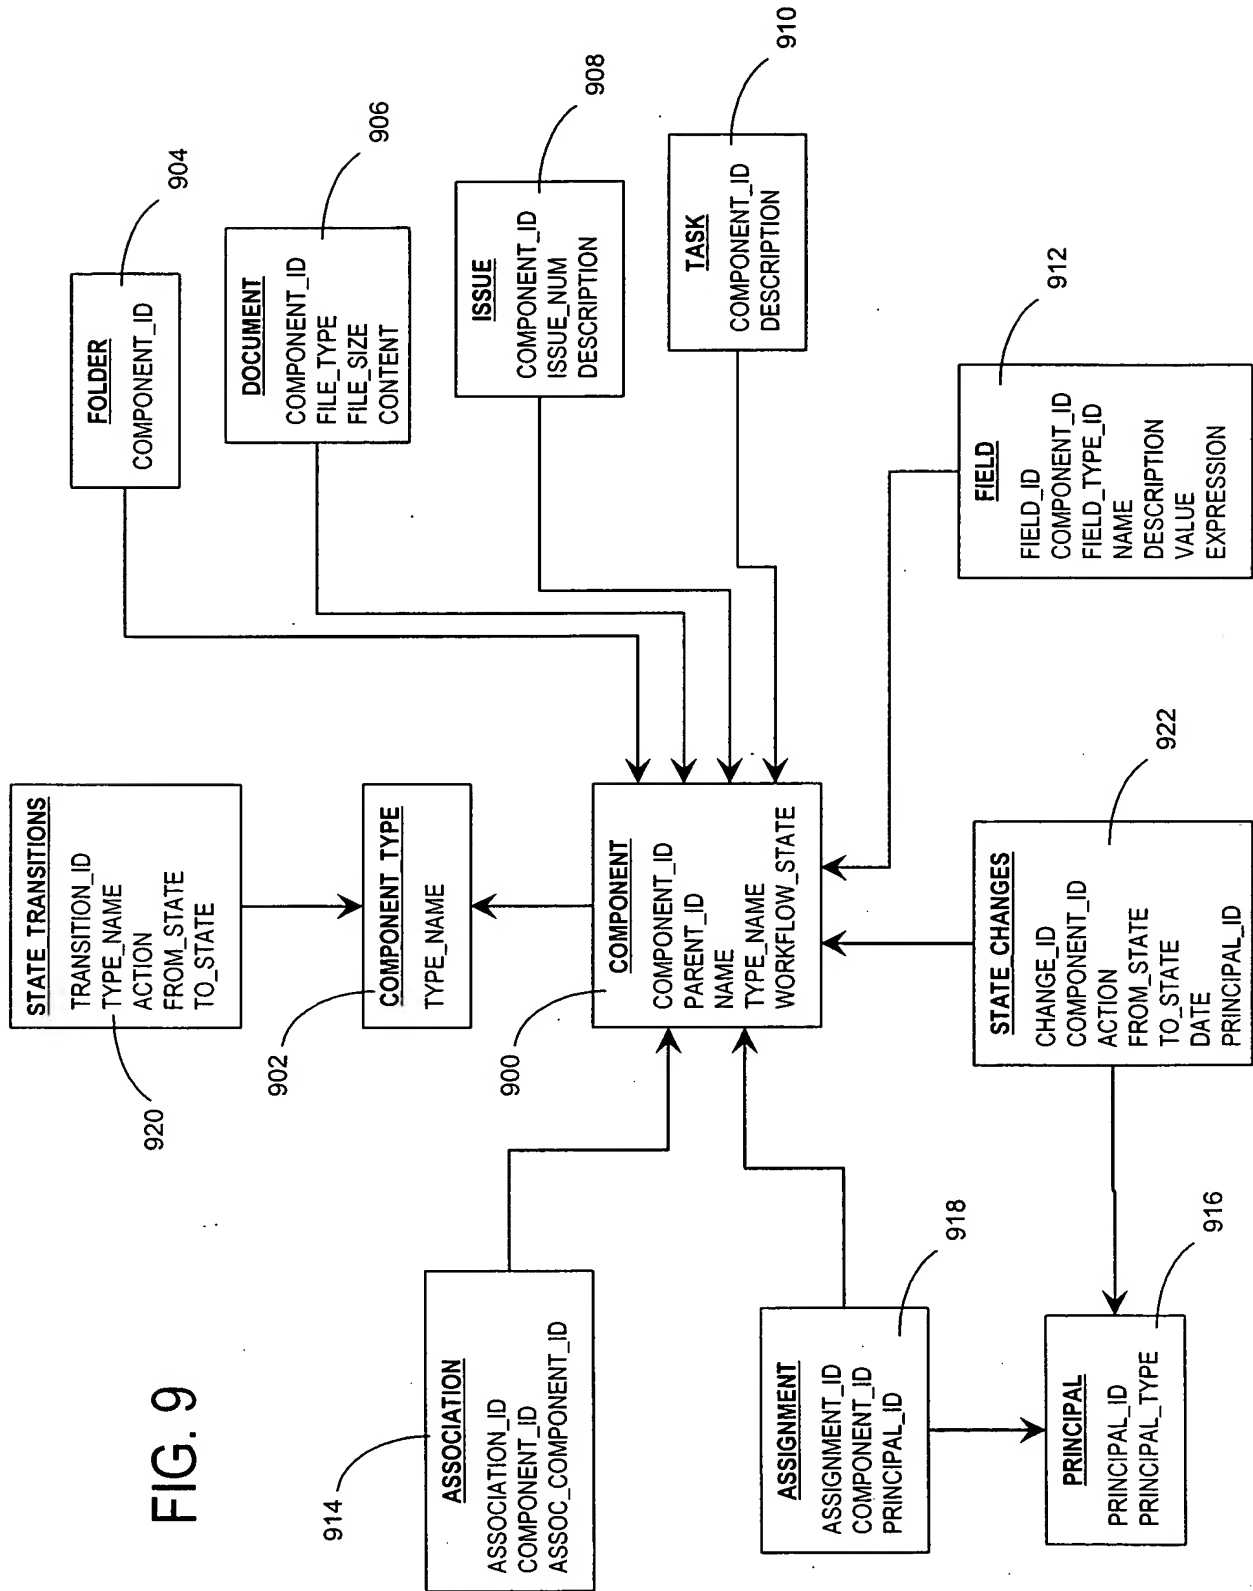 FIG. 9
STATE_TRANSITIONS
TRANSITION_ID
TYPE_NAME
ACTION
FROM_STATE
TO_STATE
920
COMPONENT_TYPE
TYPE_NAME
902
COMPONENT
COMPONENT_ID
PARENT_ID
NAME
TYPE_NAME
WORKFLOW_STATE
900
FOLDER
COMPONENT_ID
904
DOCUMENT
COMPONENT_ID
FILE_TYPE
FILE_SIZE
CONTENT
906
ISSUE
COMPONENT_ID
ISSUE_NUM
DESCRIPTION
908
TASK
COMPONENT_ID
DESCRIPTION
910
FIELD
FIELD_ID
COMPONENT_ID
FIELD_TYPE_ID
NAME
DESCRIPTION
VALUE
EXPRESSION
912
ASSOCIATION
ASSOCIATION_ID
COMPONENT_ID
ASSOC_COMPONENT_ID
914
ASSIGNMENT
ASSIGNMENT_ID
COMPONENT_ID
PRINCIPAL_ID
918
PRINCIPAL
PRINCIPAL_ID
PRINCIPAL_TYPE
916
STATE_CHANGES
CHANGE_ID
COMPONENT_ID
ACTION
FROM_STATE
TO_STATE
DATE
PRINCIPAL_ID
922